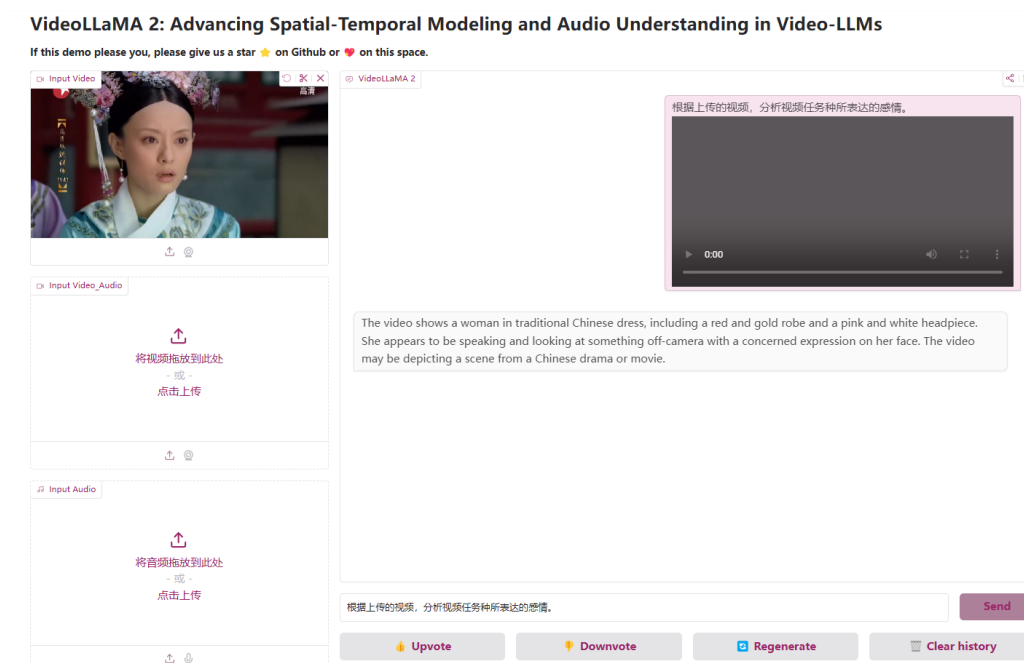 VideoLLaMA 2: Advancing Spatial-Temporal Modeling and Audio Understanding in Video-LLMs
If this demo please you, please give us a star ⭐ on Github or 💖 on this space.
Input Video
高清
VideoLLaMA 2
根据上传的视频，分析视频任务种所表达的感情。
0:00
The video shows a woman in traditional Chinese dress, including a red and gold robe and a pink and white headpiece.
She appears to be speaking and looking at something off-camera with a concerned expression on her face. The video
may be depicting a scene from a Chinese drama or movie.
Input Video_Audio
将视频拖放到此处
- 或 -
点击上传
Input Audio
将音频拖放到此处
- 或 -
点击上传
根据上传的视频，分析视频任务种所表达的感情。
Send
👍 Upvote
👎 Downvote
🔄 Regenerate
🗑️ Clear history